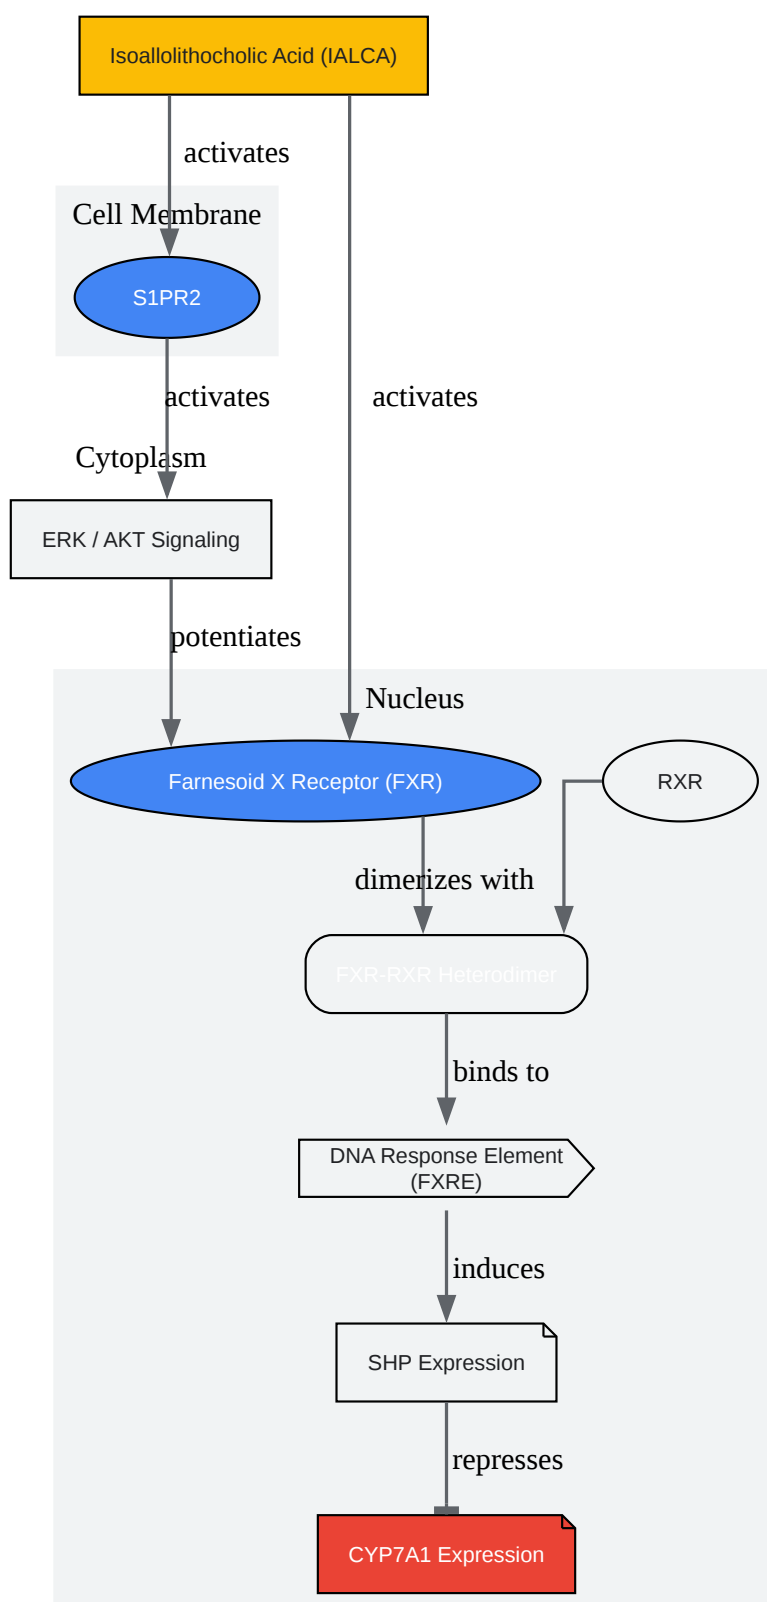 Isoallolithocholic Acid (IALCA)
activates
Cell Membrane
S1PR2
activates
activates
Cytoplasm
ERK / AKT Signaling
potentiates
Nucleus
Farnesoid X Receptor (FXR)
RXR
dimerizes with
FXR-RXR Heterodimer
binds to
DNA Response Element
(FXRE)
induces
SHP Expression
represses
CYP7A1 Expression